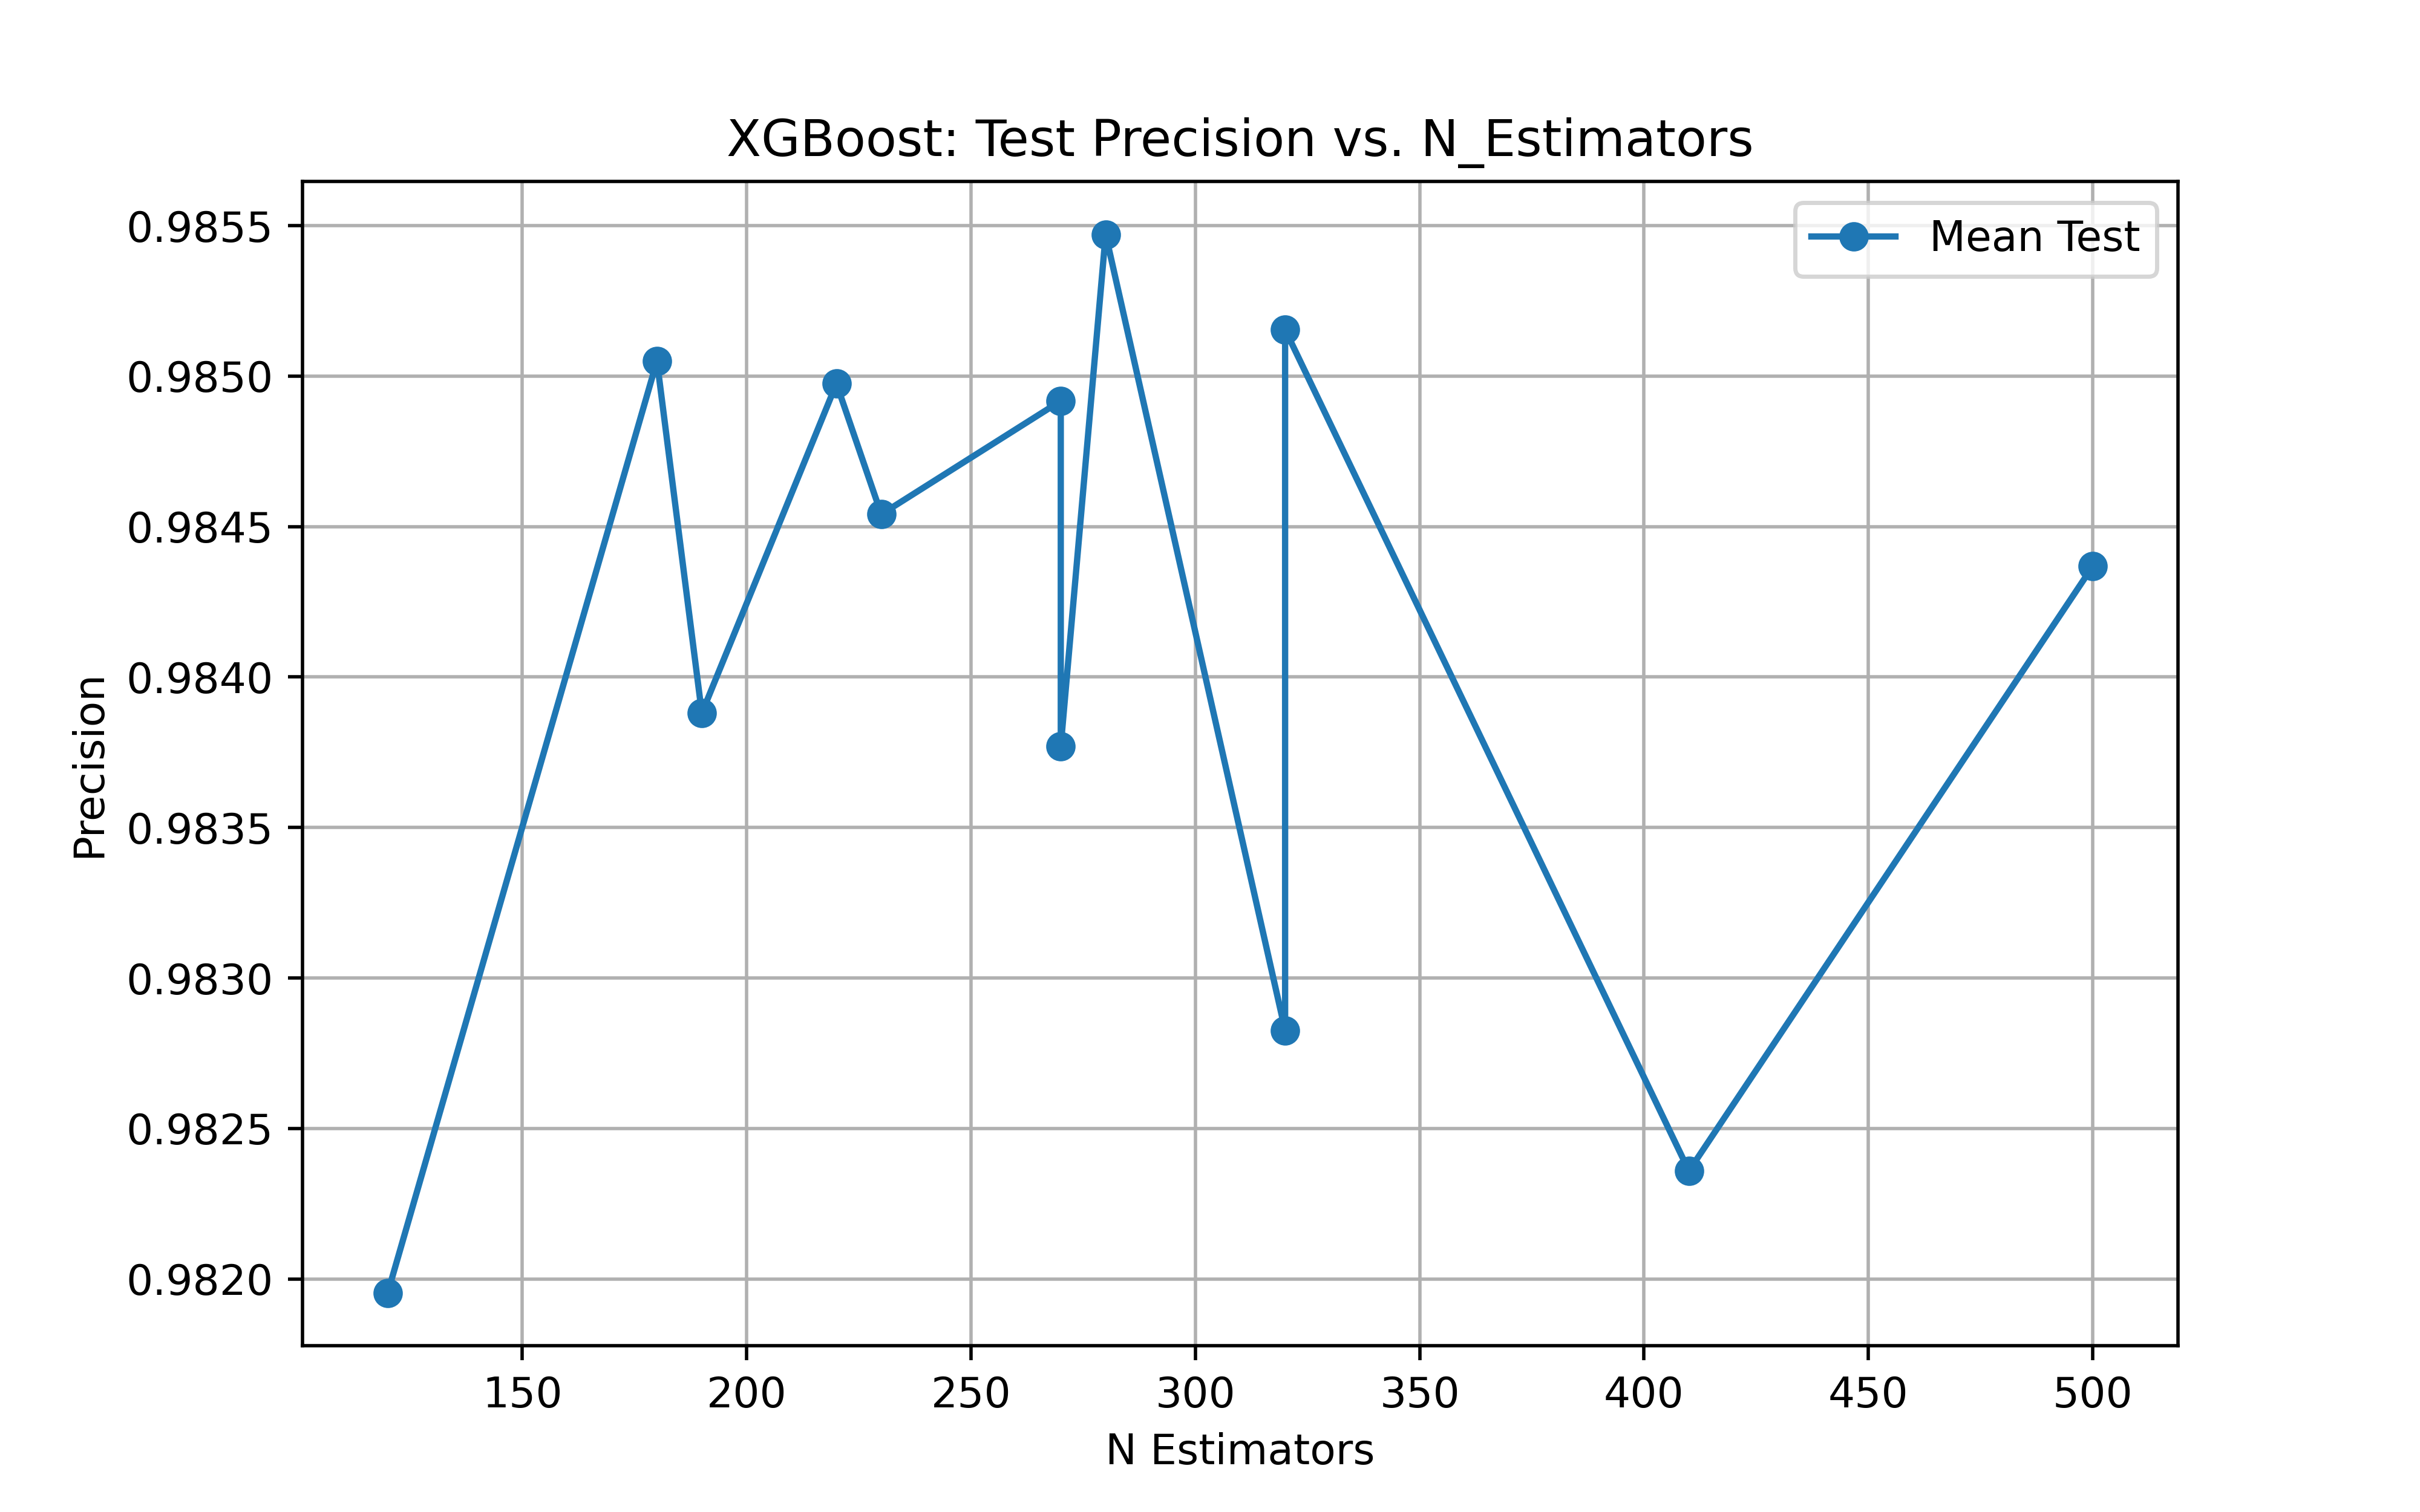 XGBoost: Test Precision vs. N_Estimators
Mean Test
Precision
0.9855
0.9850
0.9845
0.9840
0.9835
0.9830
0.9825
0.9820
150 200 250 300 350 400 450 500
N Estimators